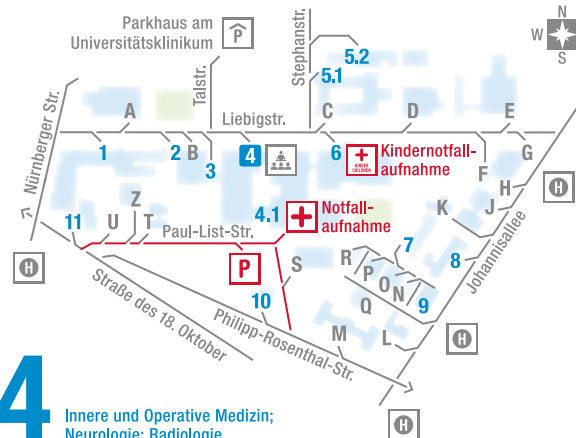 Parkhaus am
Universitätsklinikum
P
N
W
S
Nürnberger Str.
Talstr.
Stephanstr.
5.2
5.1
A
Liebigstr.
C
D
E
1
2
B
3
4
6
KINDER
CHILDREN
Kindernotfall-
aufnahme
F
G
H
H
J
K
Johannisallee
4.1
Notfall-
aufnahme
Z
11
U
T
Paul-List-Str.
P
S
R
P
O
N
7
8
9
Q
H
10
Straße des 18. Oktober
Philipp-Rosenthal-Str.
M
L
H
H
4
Innere und Operative Medizin;
Neurologie; Radiologie